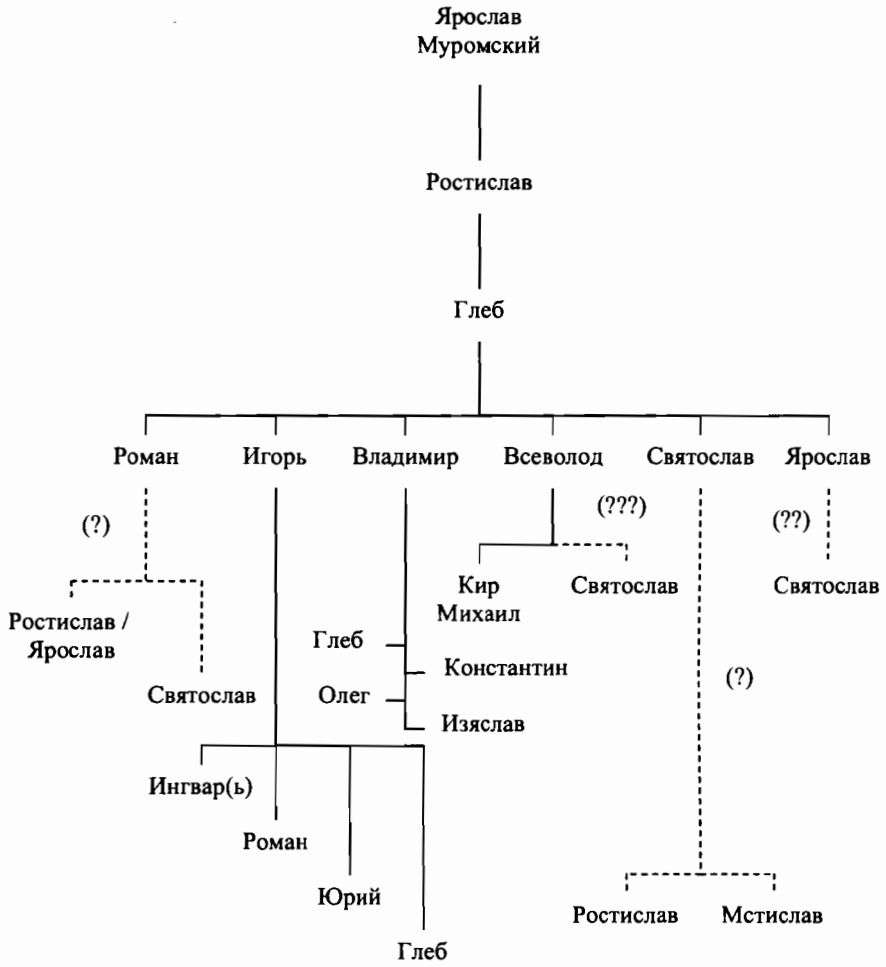 Ярослав
Муромский
Ростислав
Глеб
Роман
Игорь
Владимир
Всеволод
Святослав
Ярослав
(?)
(???)
(??)
Кир
Михаил
Святослав
Святослав
Ростислав /
Ярослав
Глеб
Константин
(?)
Святослав
Олег
Изяслав
Ингвар(ь)
Роман
Юрий
Ростислав
Мстислав
Глеб